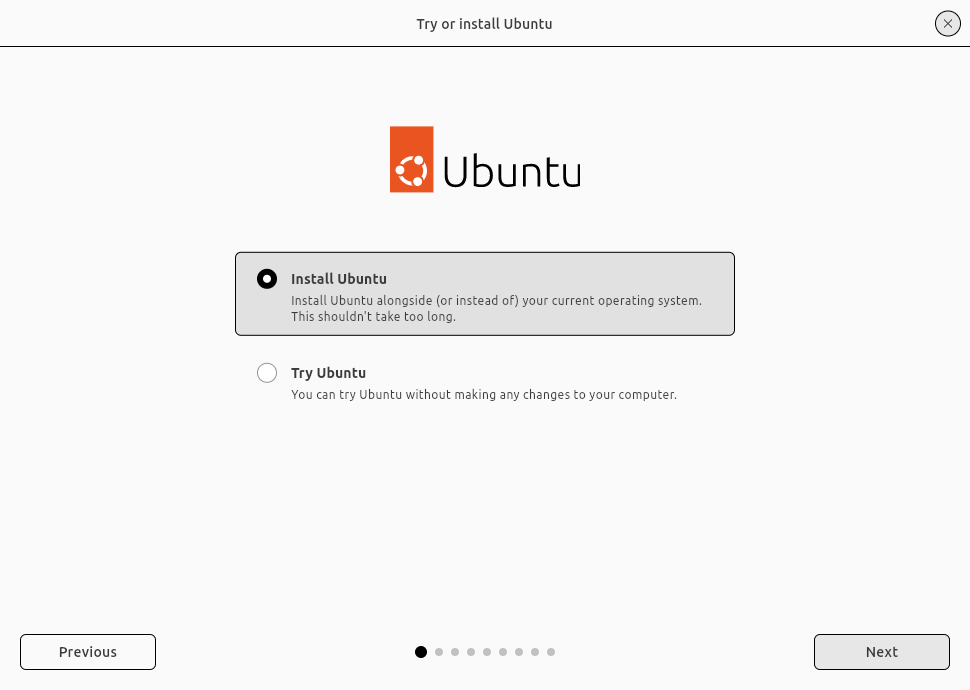 Try or install Ubuntu
Ubuntu
Install Ubuntu
Install Ubuntu alongside (or instead of) your current operating system.
This shouldn't take too long.
Try Ubuntu
You can try Ubuntu without making any changes to your computer.
Previous
Next